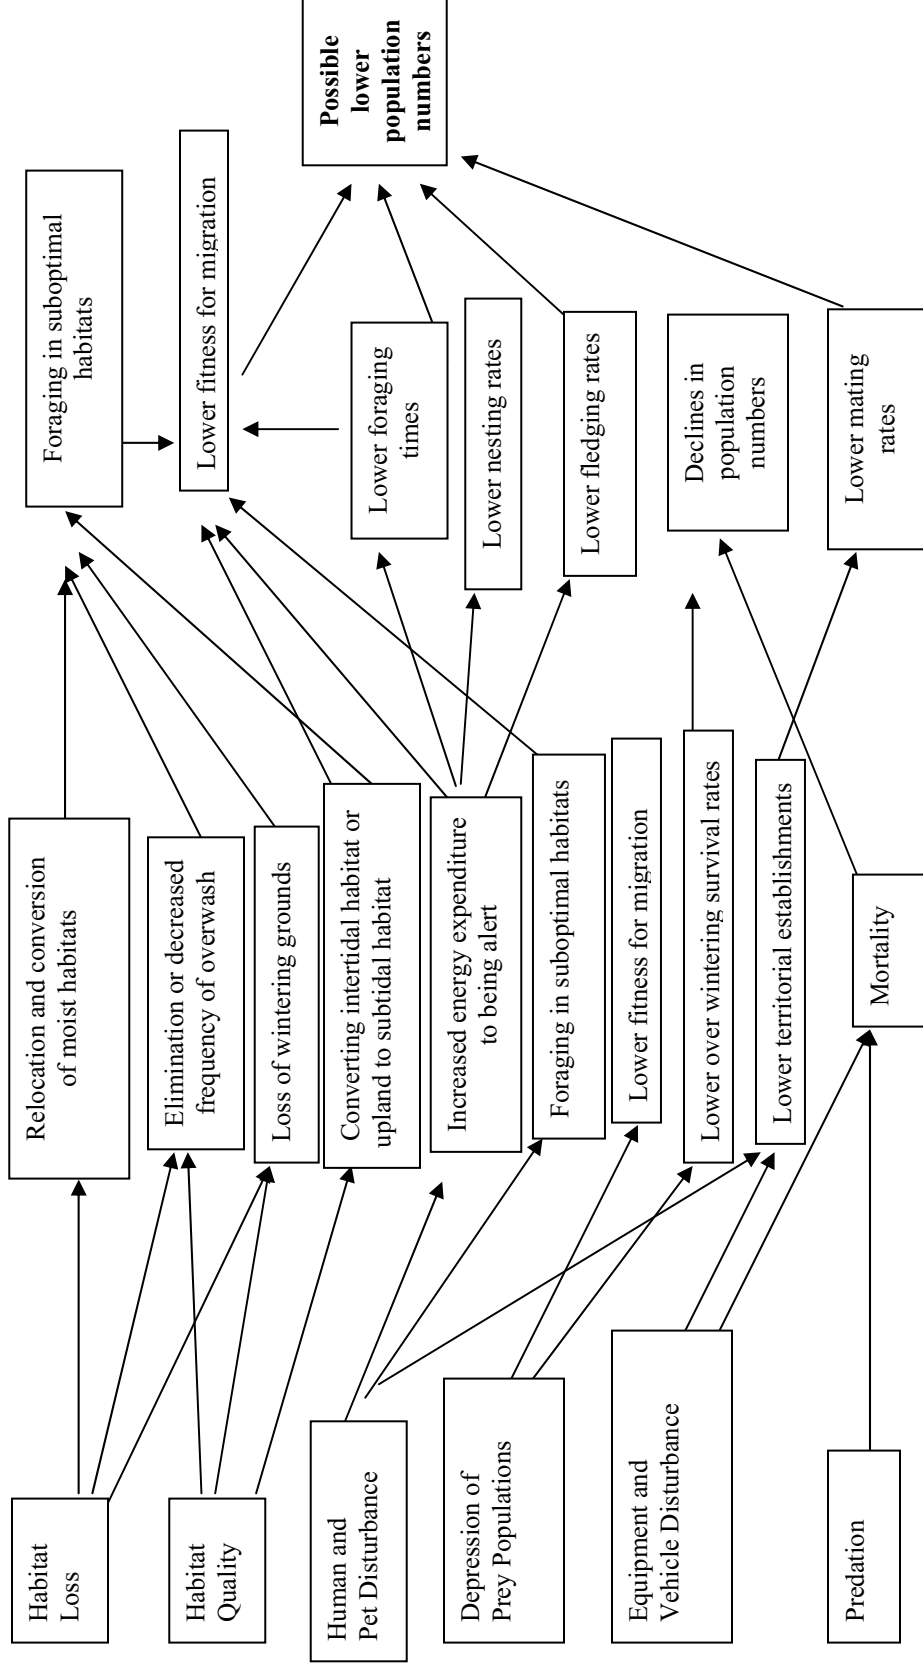 Habitat
Loss
Habitat
Quality
Human and
Pet Disturbance
Depression of
Prey Populations
Equipment and
Vehicle Disturbance
Predation
Relocation and conversion
of moist habitats
Elimination or decreased
frequency of overwash
Loss of wintering grounds
Converting intertidal habitat or
upland to subtidal habitat
Increased energy expenditure
to being alert
Foraging in suboptimal habitats
Lower fitness for migration
Lower over wintering survival rates
Lower territorial establishments
Mortality
Foraging in suboptimal
habitats
Lower fitness for migration
Lower foraging
times
Lower nesting rates
Lower fledging rates
Declines in
population
numbers
Lower mating
rates
Possible
lower
population
numbers